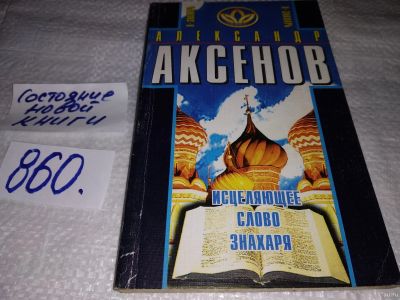 Состояние
новой
книги
860.
АЛЕКСАНДР
АКСЕНОВ
ИСЦЕЛЯЮЩЕЕ
СЛОВО
ЗНАХАРЯ